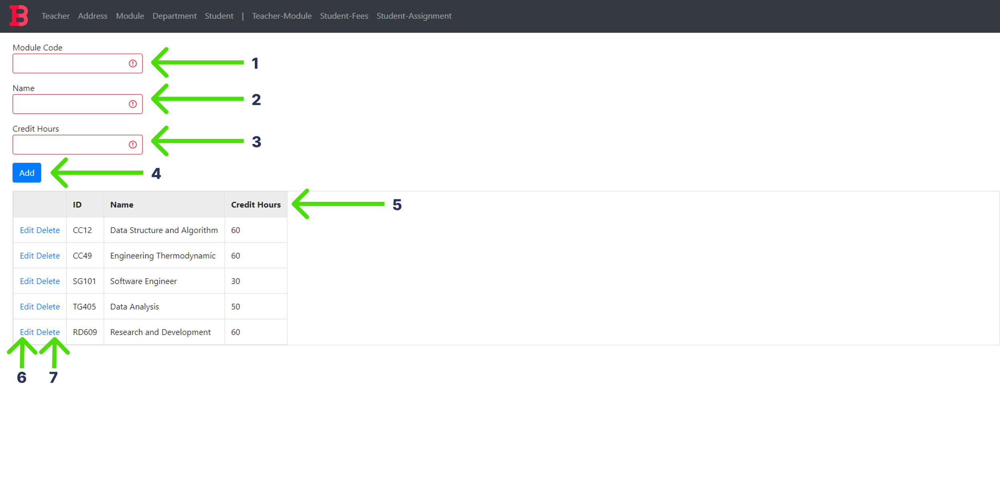 B Teacher Address Module Department Student | Teacher-Module Student-Fees Student-Assignment
Module Code
1
Name
2
Credit Hours
3
Add 4
ID Name Credit Hours 5
Edit Delete CC12 Data Structure and Algorithm 60
Edit Delete CC49 Engineering Thermodynamic 60
Edit Delete SG101 Software Engineer 30
Edit Delete TG405 Data Analysis 50
Edit Delete RD609 Research and Development 60
6 7